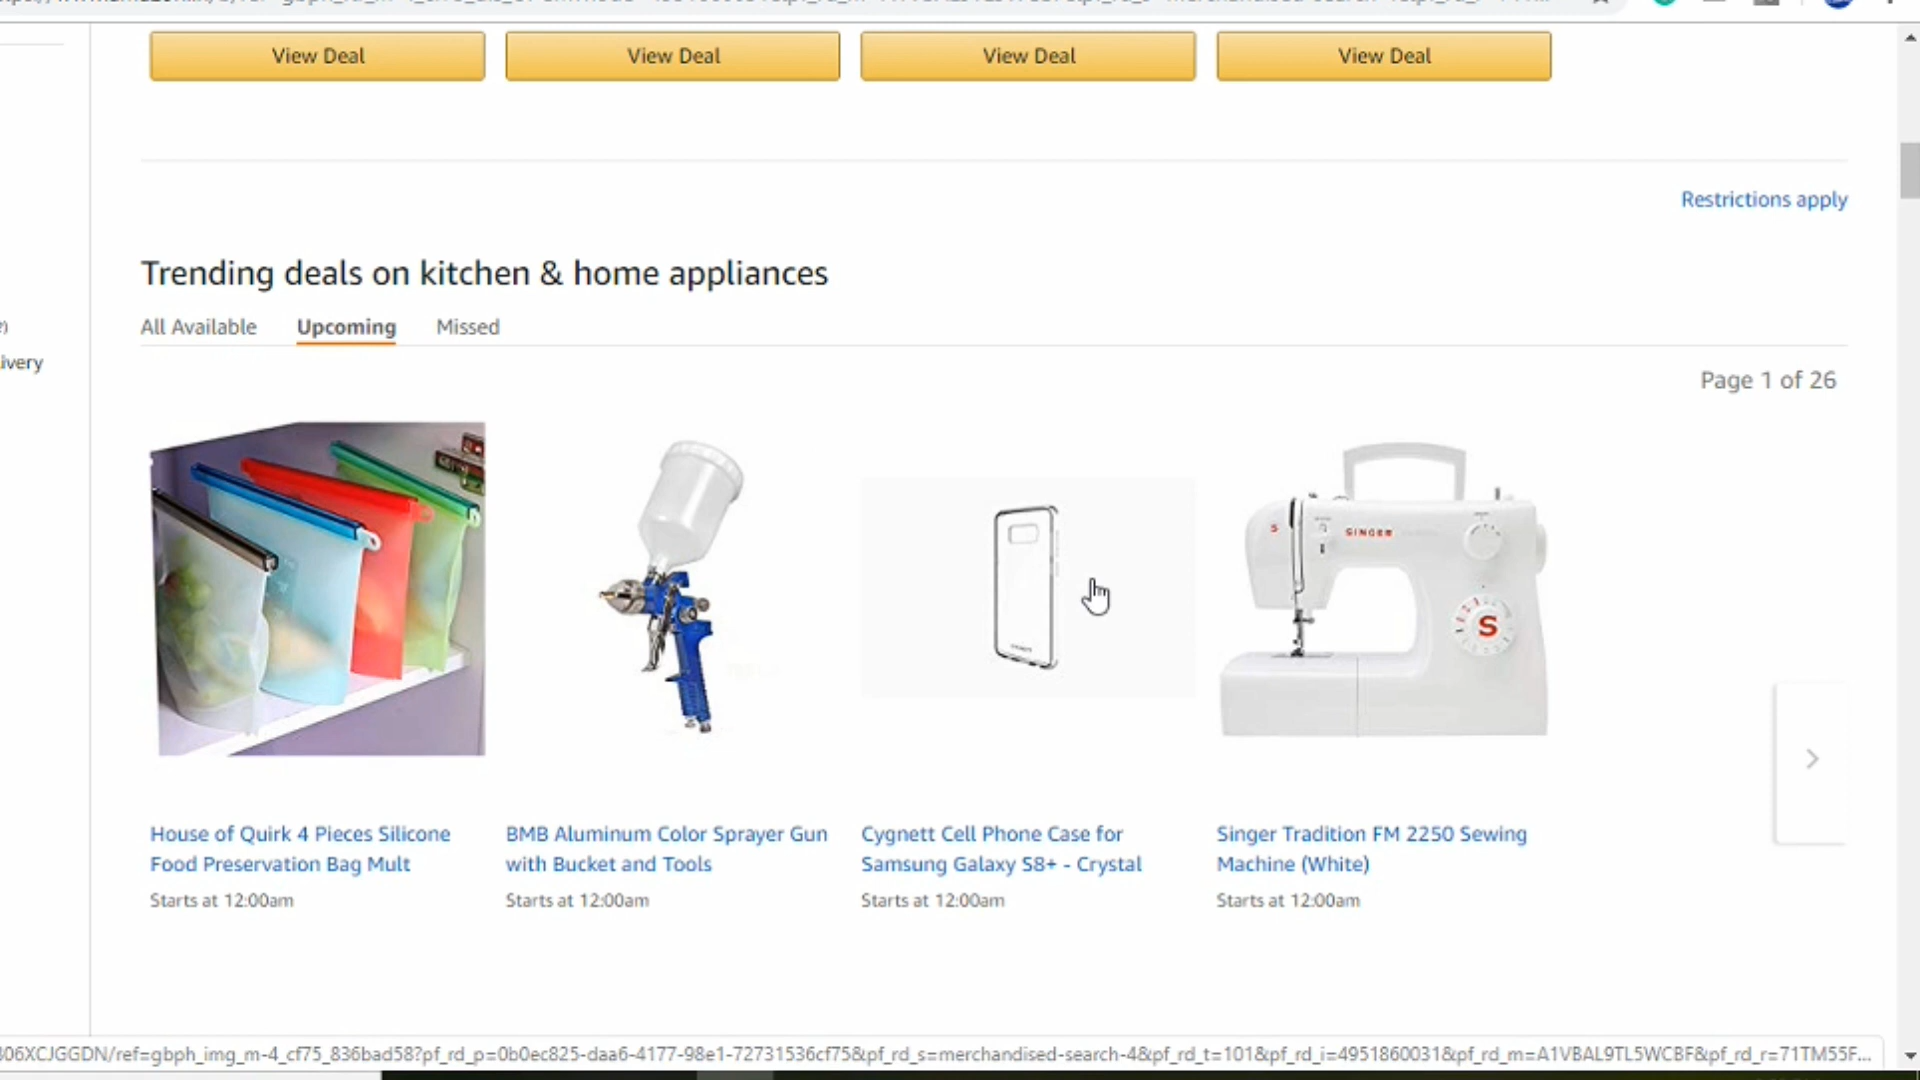 View Deal View Deal View Deal View Deal
Restrictions apply
Trending deals on kitchen & home appliances
All Available Upcoming Missed
ivery
Page 1 of 26
SINGER
S
House of Quirk 4 Pieces Silicone
Food Preservation Bag Mult
Starts at 12:00am
BMB Aluminum Color Sprayer Gun
with Bucket and Tools
Starts at 12:00am
Cygnett Cell Phone Case for
Samsung Galaxy S8+ - Crystal
Starts at 12:00am
Singer Tradition FM 2250 Sewing
Machine (White)
Starts at 12:00am
306XCJGGDN/ref=gbph_img_m-4_cf75_836bad58?pf_rd_p=0b0ec825-daa6-4177-98e1-72731536cf75&pf_rd_s=merchandised-search-4&pf_rd_t=101&pf_rd_i=4951860031&pf_rd_m=A1VBAL9TL5WCBF&pf_rd_r=71TM55F...